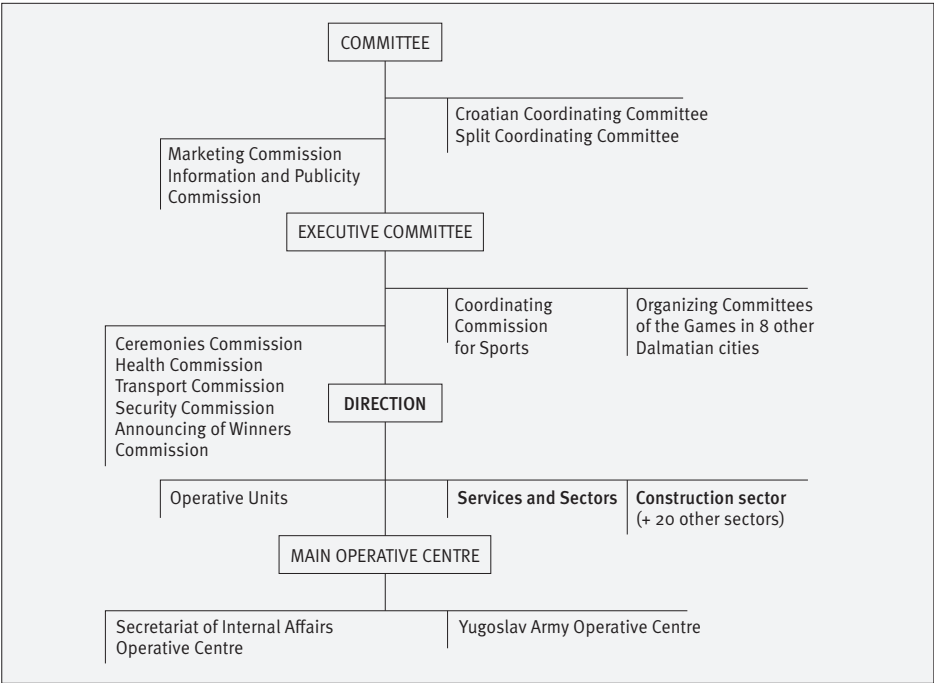 COMMITTEE
Croatian Coordinating Committee
Split Coordinating Committee
Marketing Commission
Information and Publicity
Commission
EXECUTIVE COMMITTEE
Coordinating
Commission
for Sports
Organizing Committees
of the Games in 8 other
Dalmatian cities
Ceremonies Commission
Health Commission
Transport Commission
Security Commission
Announcing of Winners
Commission
DIRECTION
Operative Units
Services and Sectors
Construction sector
(+ 20 other sectors)
MAIN OPERATIVE CENTRE
Secretariat of Internal Affairs
Operative Centre
Yugoslav Army Operative Centre